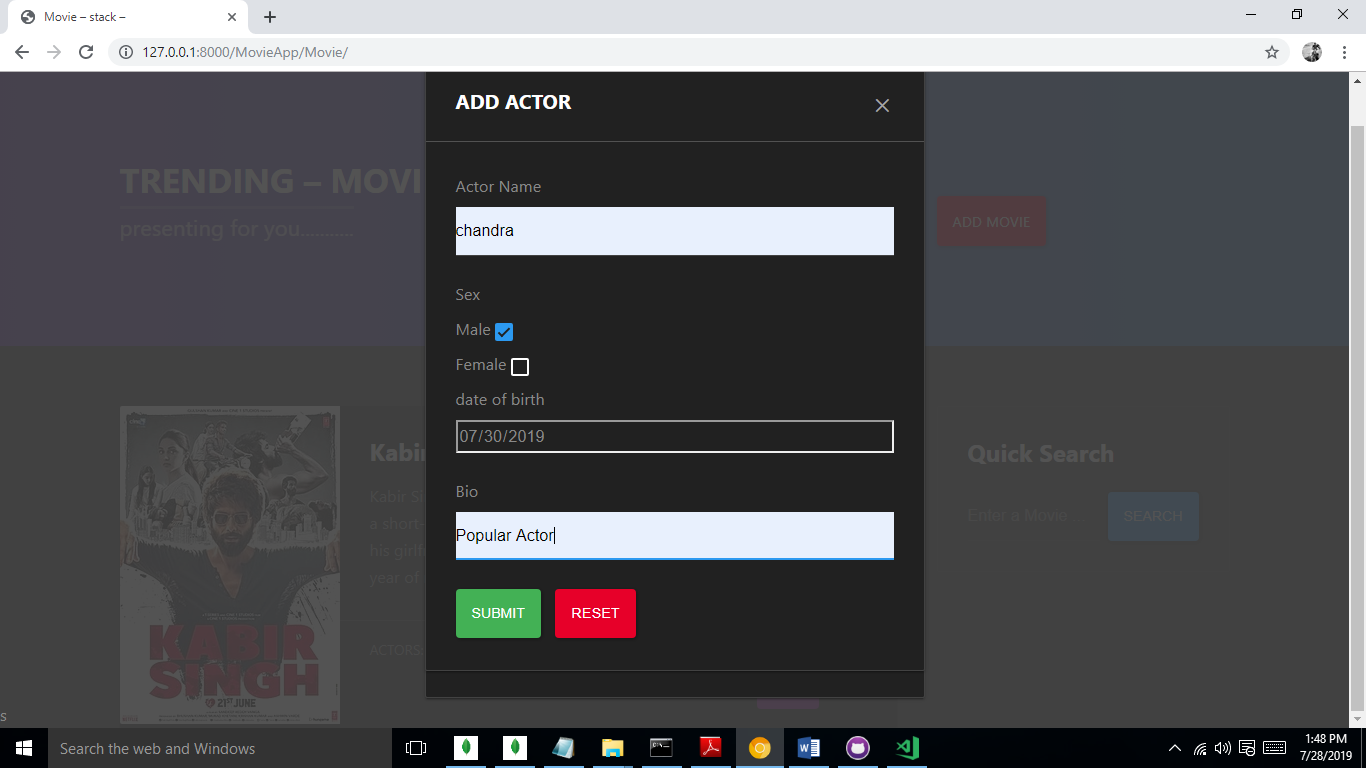 Movie – stack –
127.0.0.1:8000/MovieApp/Movie/
ADD ACTOR
TRENDING – MOVI
presenting for you...........
ADD MOVIE
Actor Name
chandra
Sex
Male
Female
date of birth
07/30/2019
Bio
Popular Actor
SUBMIT
RESET
Kabir
Kabir Si
a short
his girlf
year of
ACTORS:
KABIR
SINGH
21ST JUNE
Quick Search
Enter a Movie...
SEARCH
s
Search the web and Windows
1:48 PM
7/28/2019